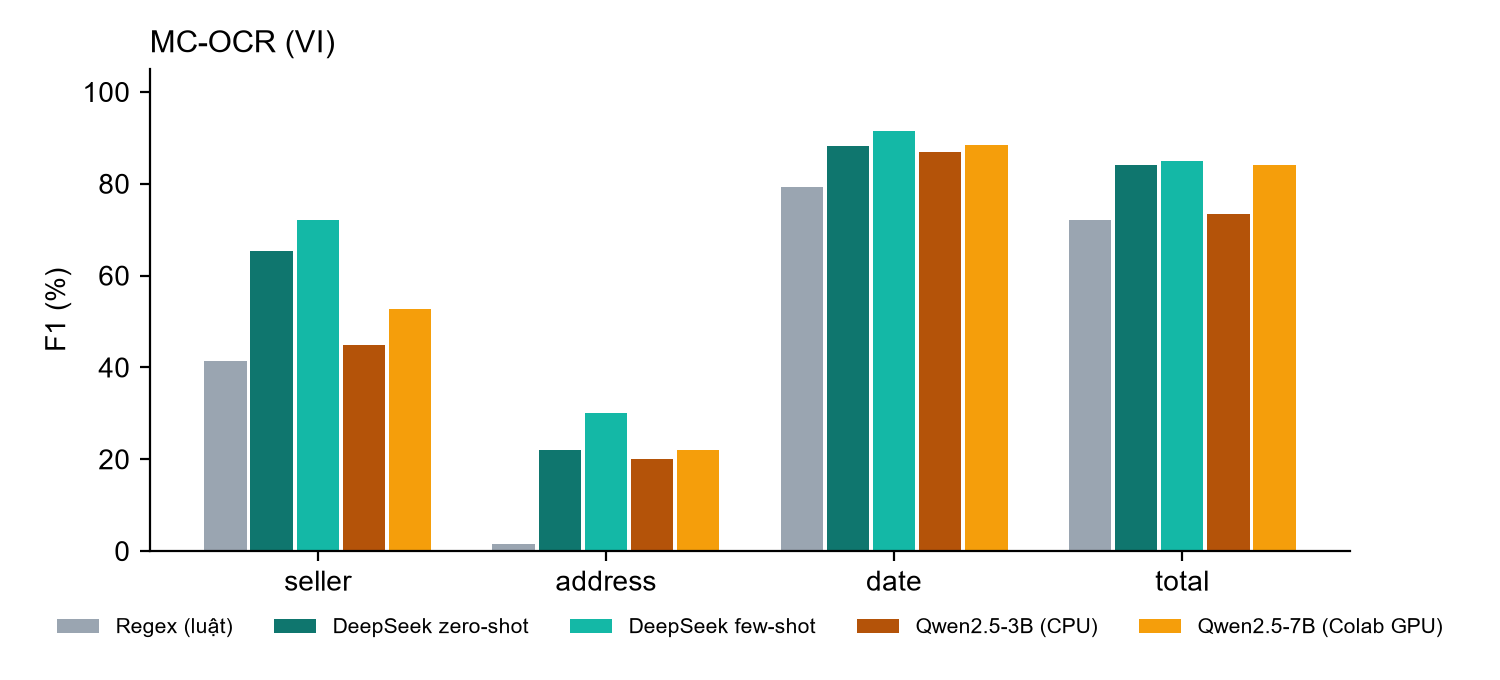 MC-OCR (VI)
100
80
60
40
20
0
F1 (%)
seller address date total
Regex (luật) DeepSeek zero-shot DeepSeek few-shot Qwen2.5-3B (CPU) Qwen2.5-7B (Colab GPU)